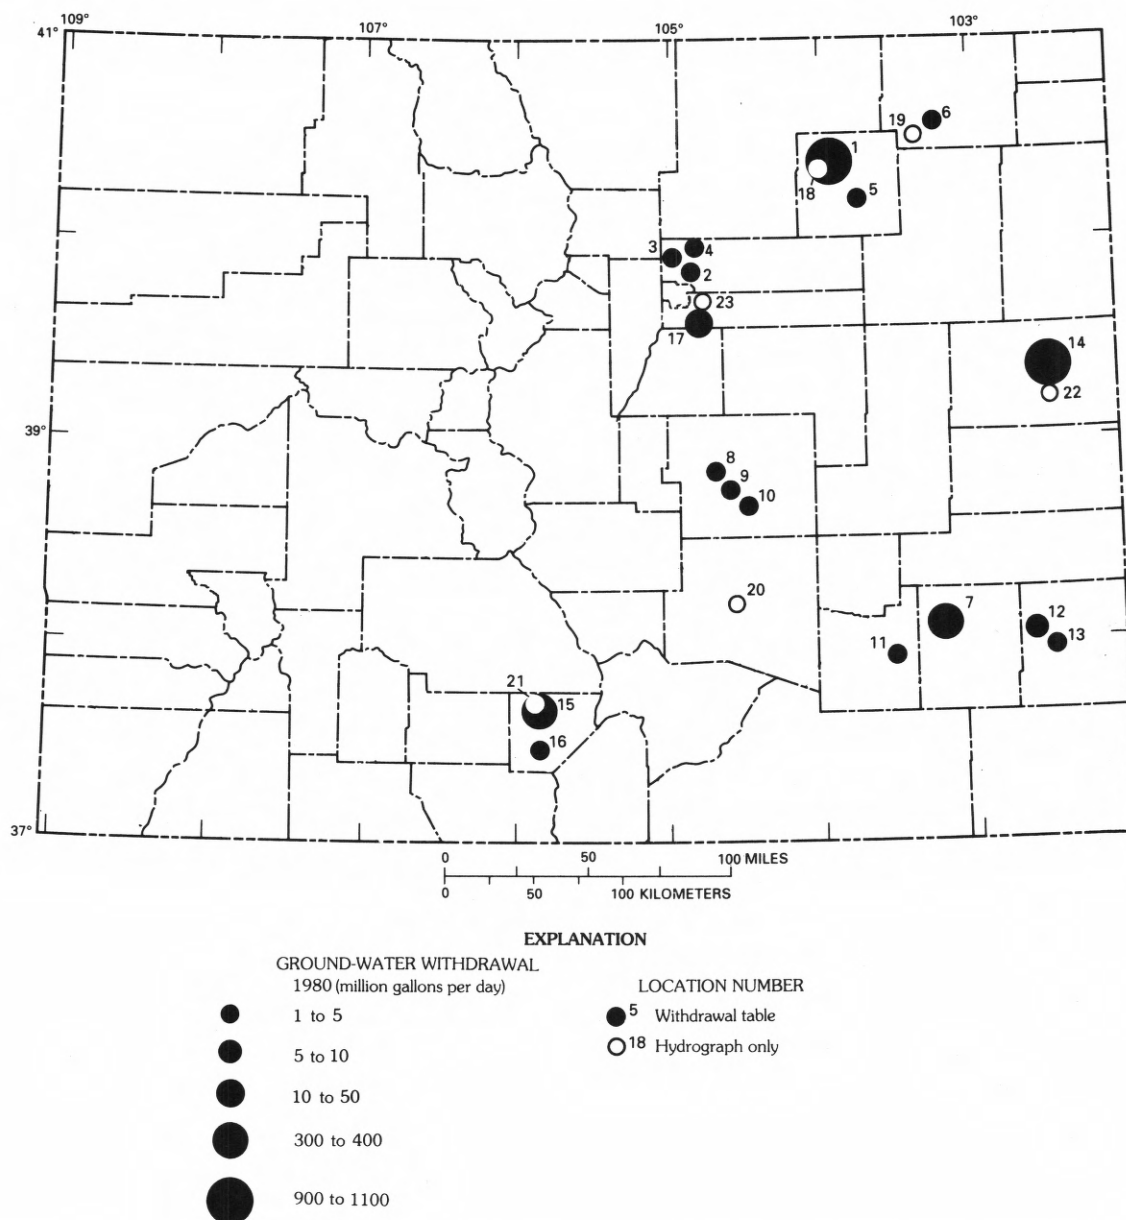 109° 107° 105° 103°
41°
19 6
1
18 5
3 4
2
23
17
14
22
39°
8
9
10
20
7
12
11 13
21
15
16
37°
0 50 100 MILES
0 50 100 KILOMETERS
EXPLANATION
GROUND-WATER WITHDRAWAL
1980 (million gallons per day)
1 to 5
5 to 10
10 to 50
300 to 400
900 to 1100
LOCATION NUMBER
5 Withdrawal table
18 Hydrograph only